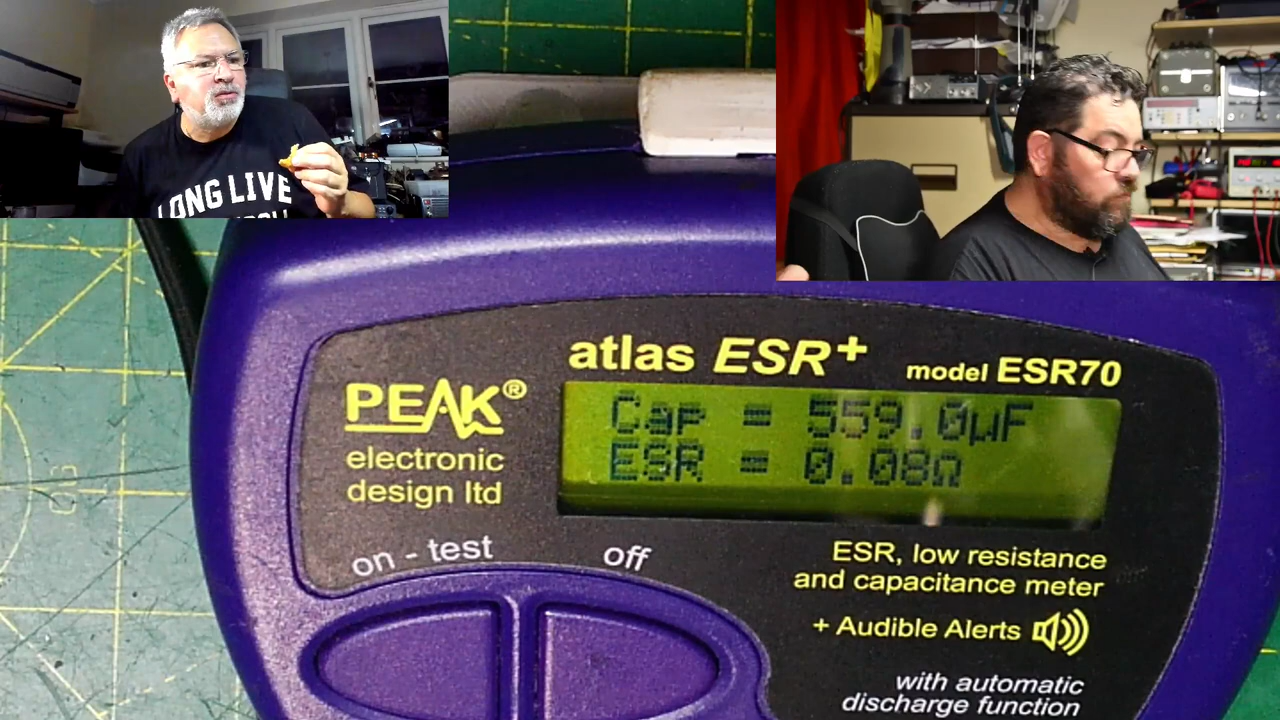 LONG LIVE
atlas ESR+
model ESR70
PEAK®
electronic
design ltd
Cap = 559.0µF
ESR = 0.08Ω
on - test
off
ESR, low resistance
and capacitance meter
+ Audible Alerts
with automatic
discharge function